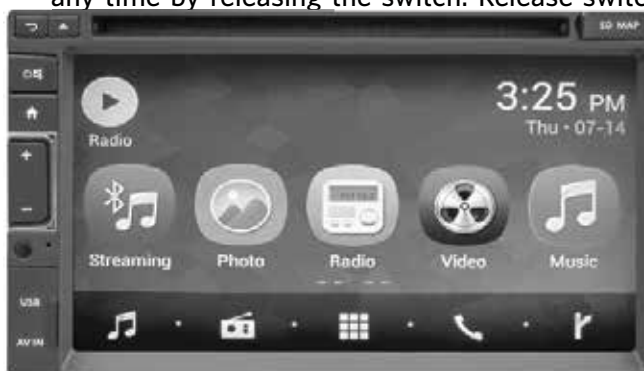 any time by releasing the switch. Release switc
SD MAP
3:25 PM
Thu • 07-14
Radio
+
−
Streaming Photo Radio Video Music
USB
AV IN